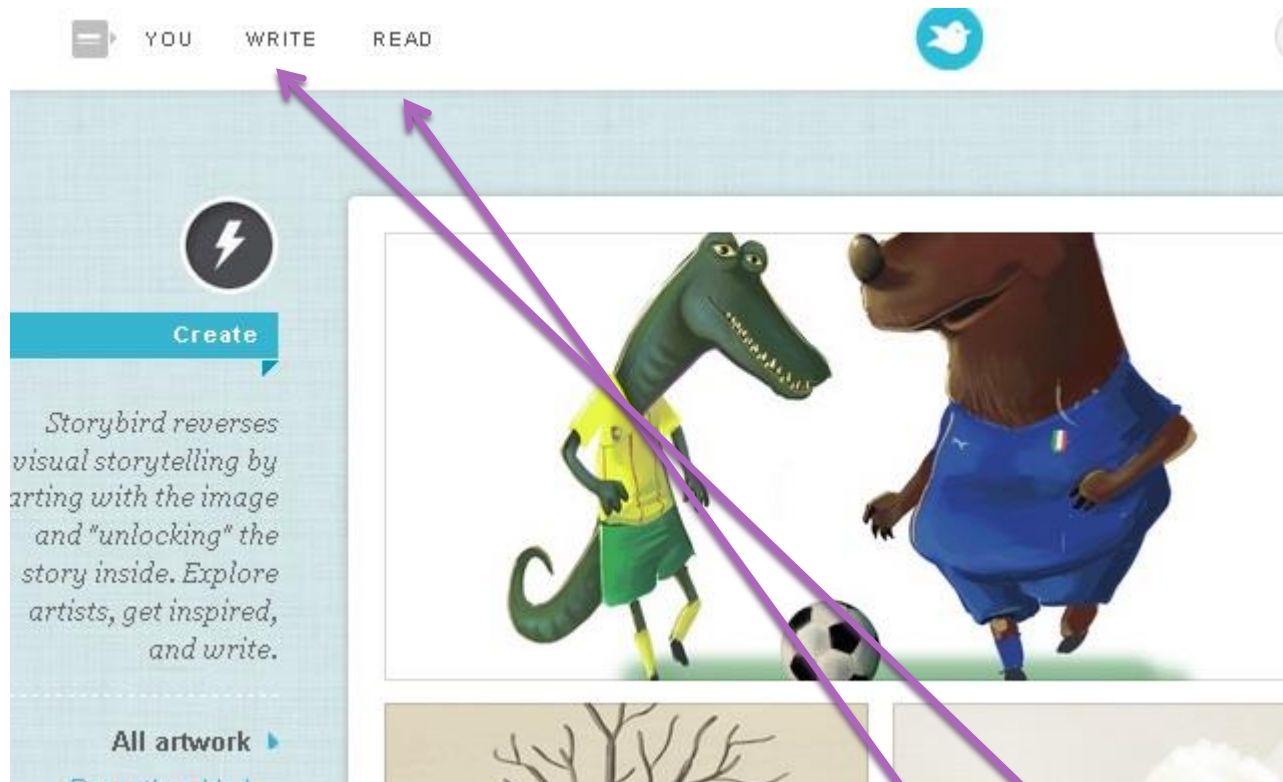 YOU WRITE READ
Create
Storybird reverses
visual storytelling by
arting with the image
and "unlocking" the
story inside. Explore
artists, get inspired,
and write.
All artwork